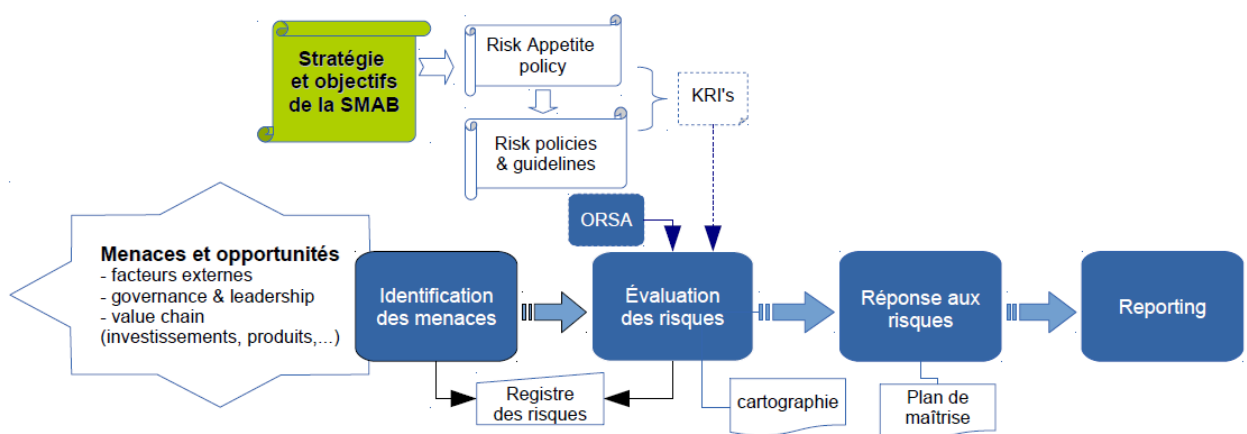 Stratégie
et objectifs
de la SMAB
Risk Appetite
policy
Risk policies
& guidelines
KRI's
ORSA
Menaces et opportunités
- facteurs externes
- governance & leadership
- value chain
(investissements, produits,...)
Identification
des menaces
Évaluation
des risques
Réponse aux
risques
Reporting
Registre
des risques
cartographie
Plan de
maîtrise